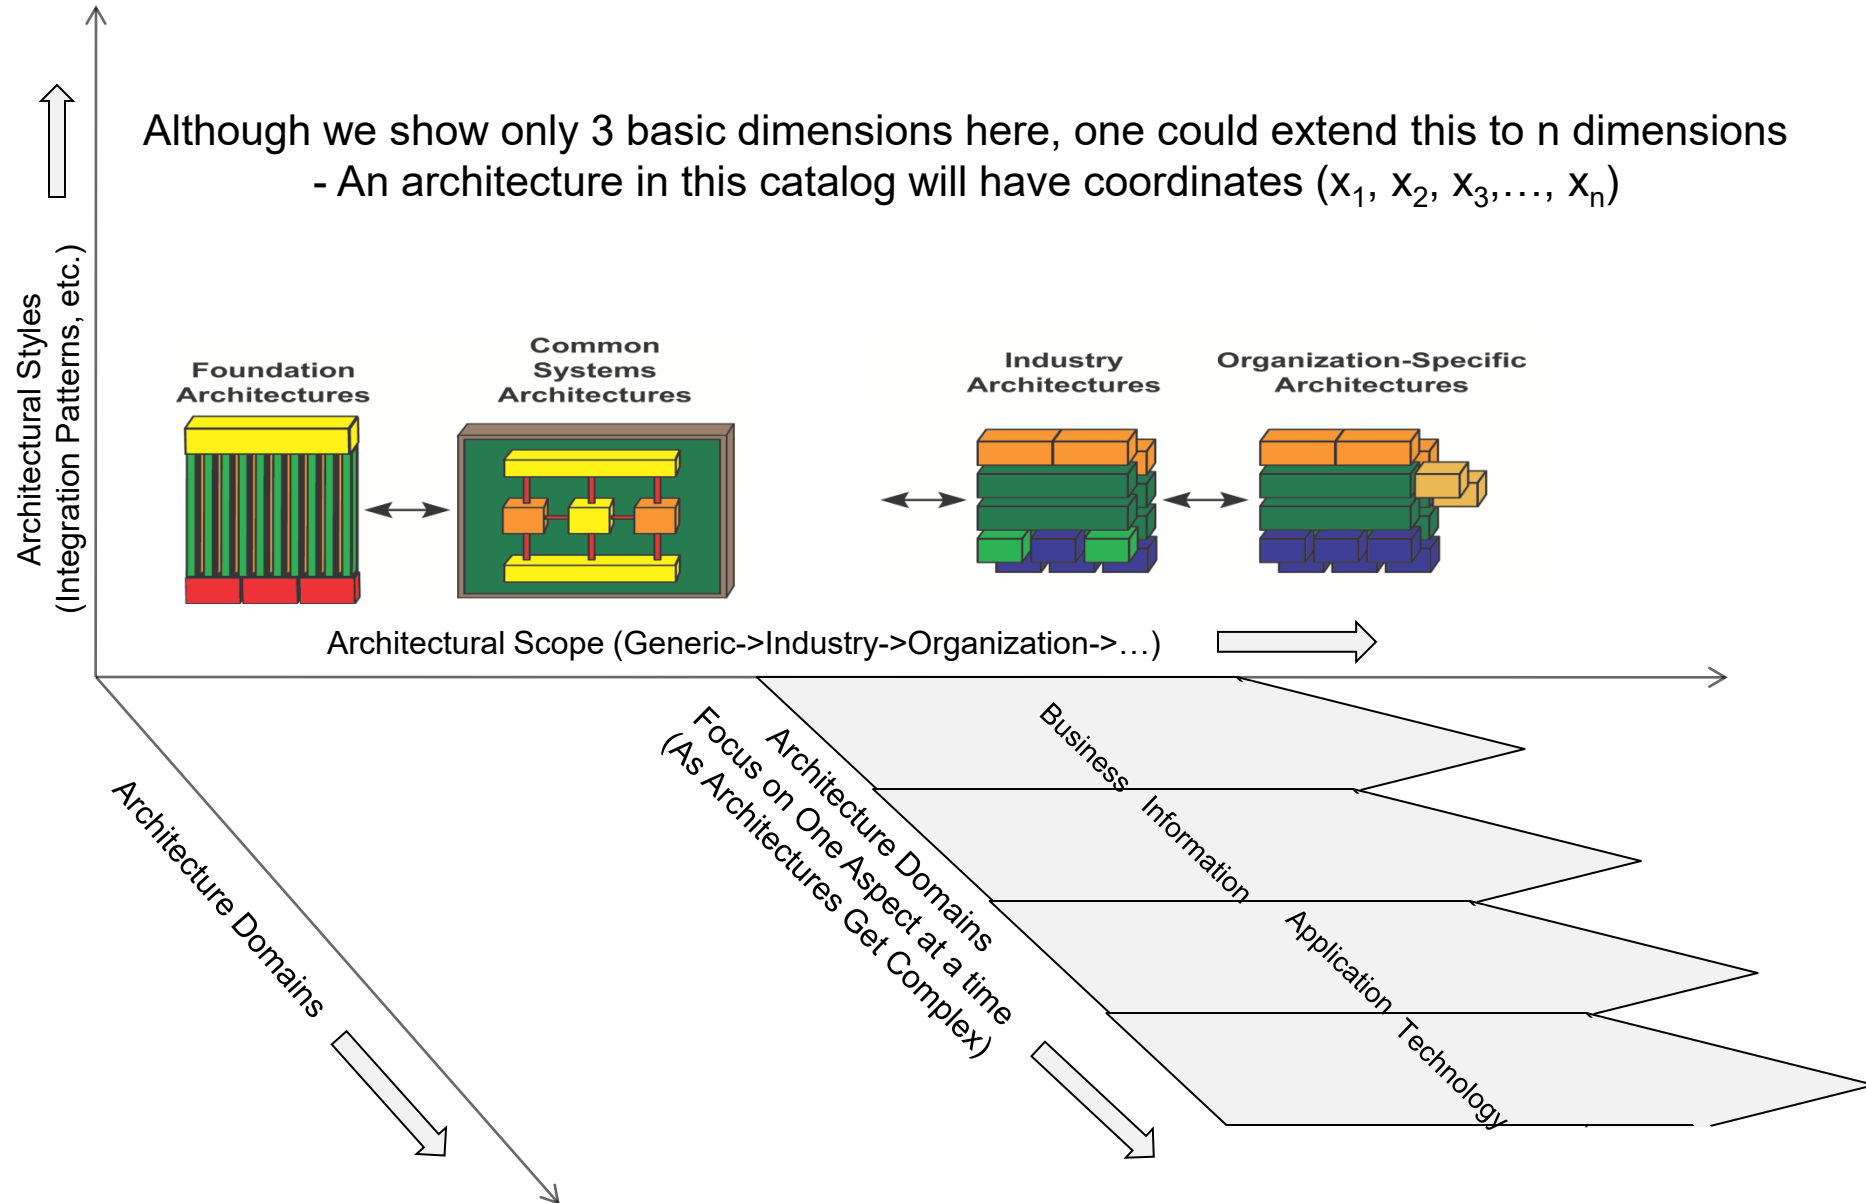 Although we show only 3 basic dimensions here, one could extend this to n dimensions
- An architecture in this catalog will have coordinates (x1, x2, x3,…, xn)
Architectural Styles
(Integration Patterns, etc.)
Foundation
Architectures
Common
Systems
Architectures
Industry
Architectures
Organization-Specific
Architectures
Architectural Scope (Generic->Industry->Organization->…)
Architecture Domains
Architecture Domains
Focus on One Aspect at a time
(As Architectures Get Complex)
Business
Information
Application
Technology